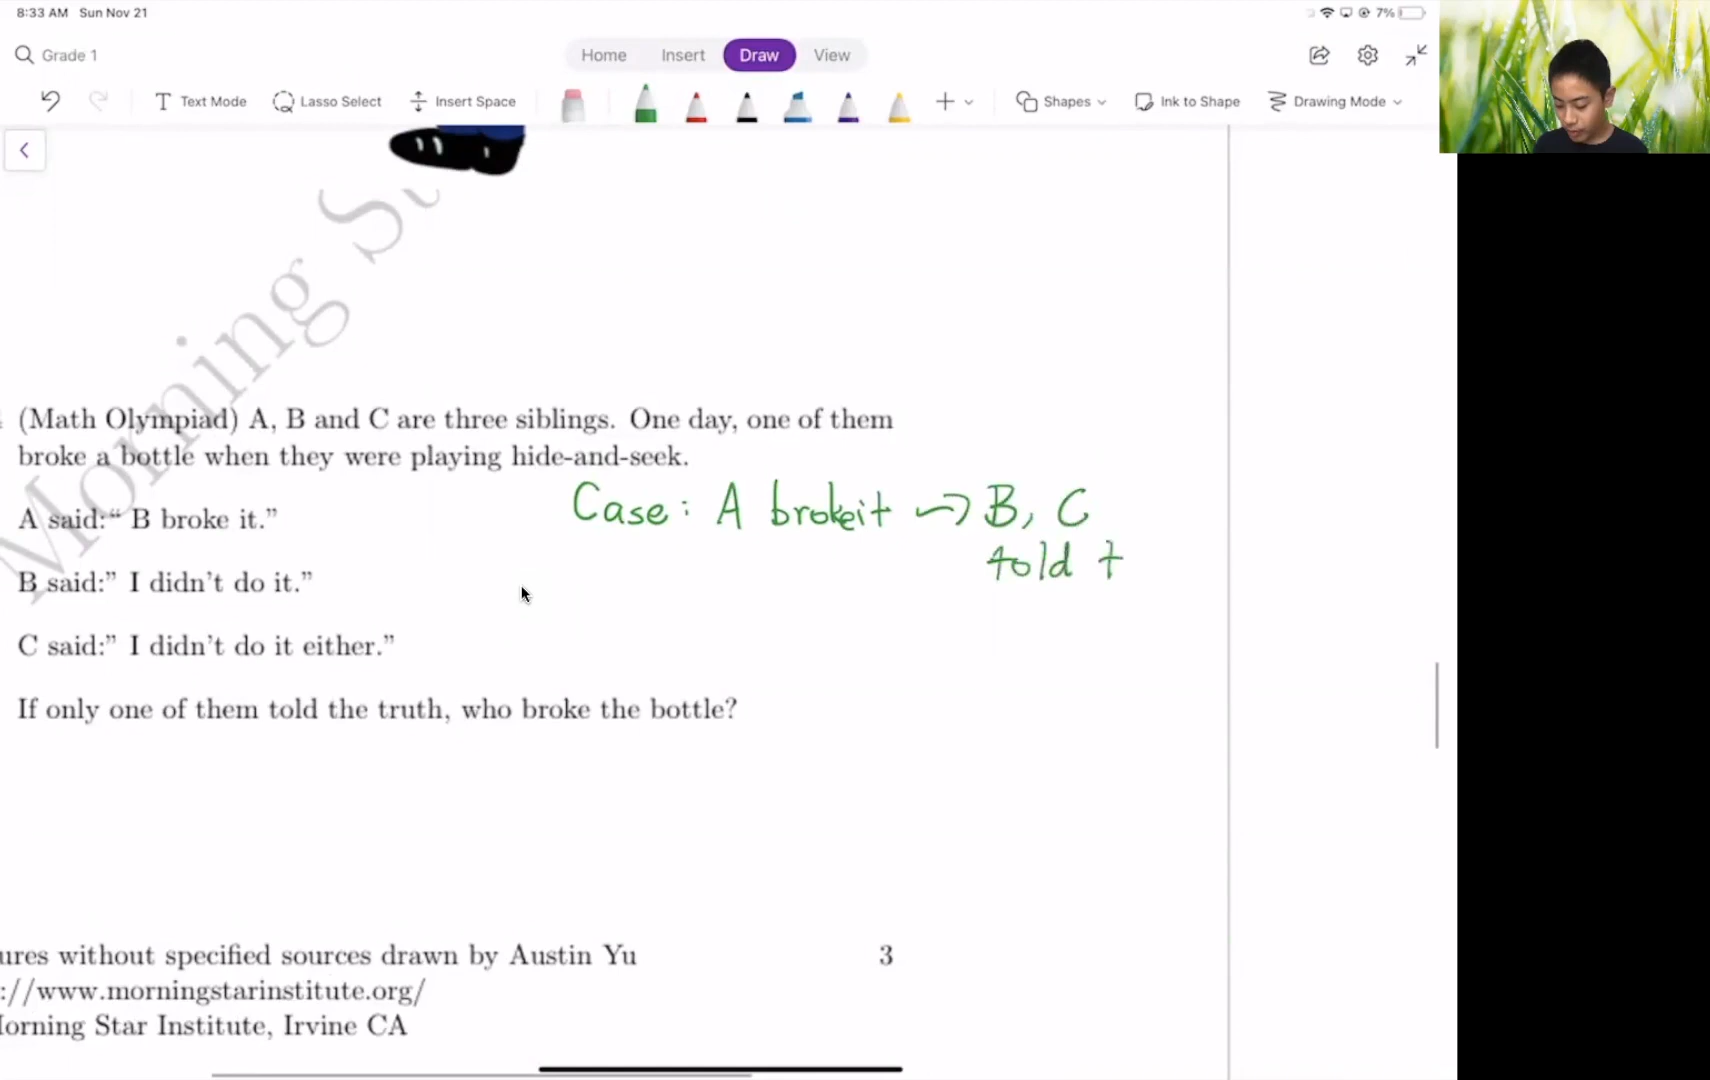 8:33 AM Sun Nov 21
7%
Grade 1
Home Insert Draw View
Text Mode Lasso Select Insert Space Shapes Ink to Shape Drawing Mode
Morning
(Math Olympiad) A, B and C are three siblings. One day, one of them
broke a bottle when they were playing hide-and-seek.
A said:“ B broke it.”
Case: A broke it → B, C
told t
B said:” I didn’t do it.”
C said:” I didn’t do it either.”
If only one of them told the truth, who broke the bottle?
ures without specified sources drawn by Austin Yu 3
://www.morningstarinstitute.org/
Morning Star Institute, Irvine CA